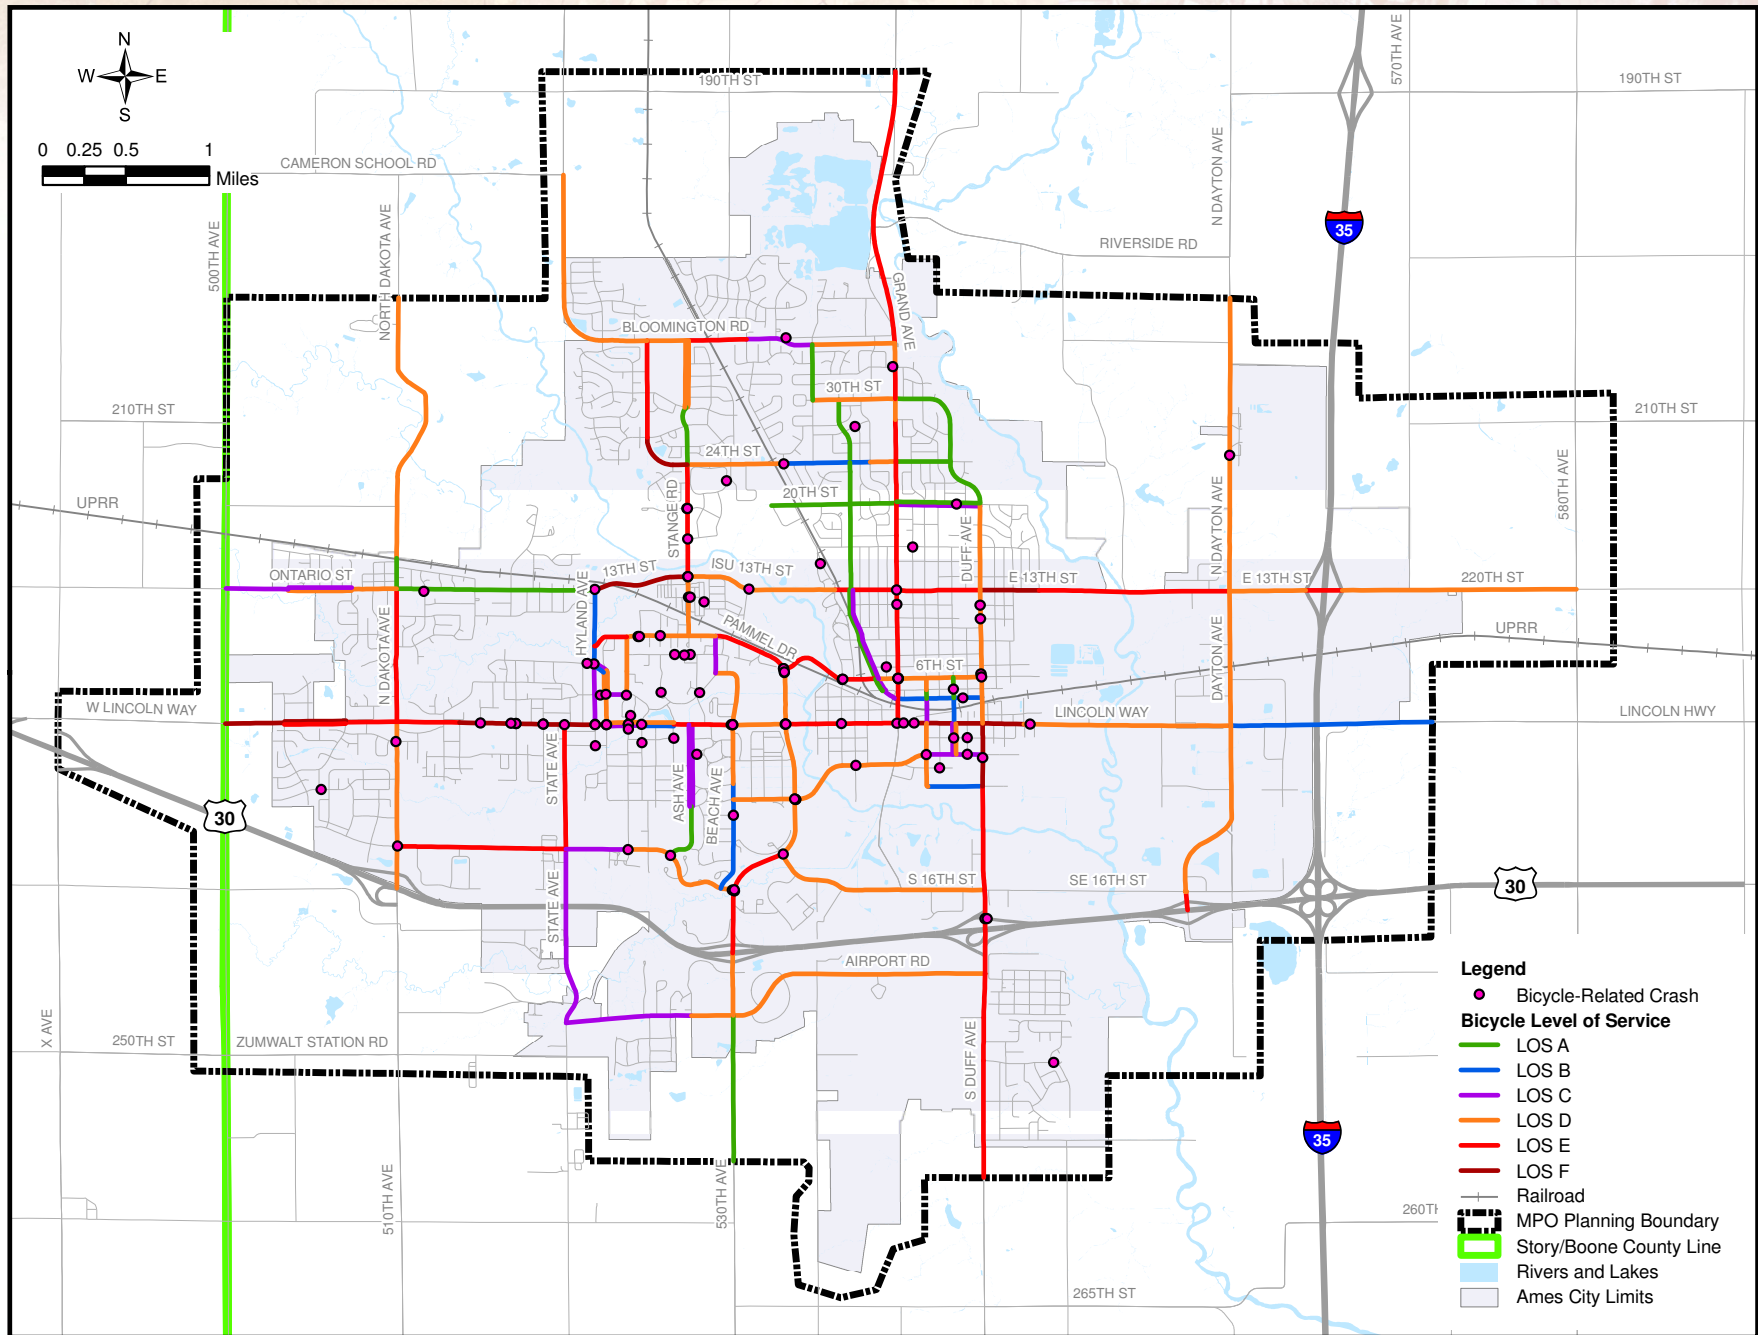 N
W E
S
0 0.25 0.5 1
Miles
190TH ST
190TH ST
570TH AVE
CAMERON SCHOOL RD
N DAYTON AVE
500TH AVE
NORTH DAKOTA AVE
RIVERSIDE RD
35
GRAND AVE
BLOOMINGTON RD
30TH ST
210TH ST
210TH ST
24TH ST
UPRR
20TH ST
STANGE RD
N DAYTON AVE
580TH AVE
DUFF AVE
ONTARIO ST
13TH ST
ISU 13TH ST
E 13TH ST
E 13TH ST
220TH ST
HYLAND AVE
N DAKOTA AVE
PAMMEL DR
UPRR
6TH ST
DAYTON AVE
W LINCOLN WAY
LINCOLN WAY
LINCOLN HWY
STATE AVE
ASH AVE
BEACH AVE
30
STATE AVE
S 16TH ST
SE 16TH ST
30
AIRPORT RD
X AVE
250TH ST
ZUMWALT STATION RD
S DUFF AVE
35
510TH AVE
530TH AVE
260TH
265TH ST
Legend
Bicycle-Related Crash
Bicycle Level of Service
LOS A
LOS B
LOS C
LOS D
LOS E
LOS F
Railroad
MPO Planning Boundary
Story/Boone County Line
Rivers and Lakes
Ames City Limits